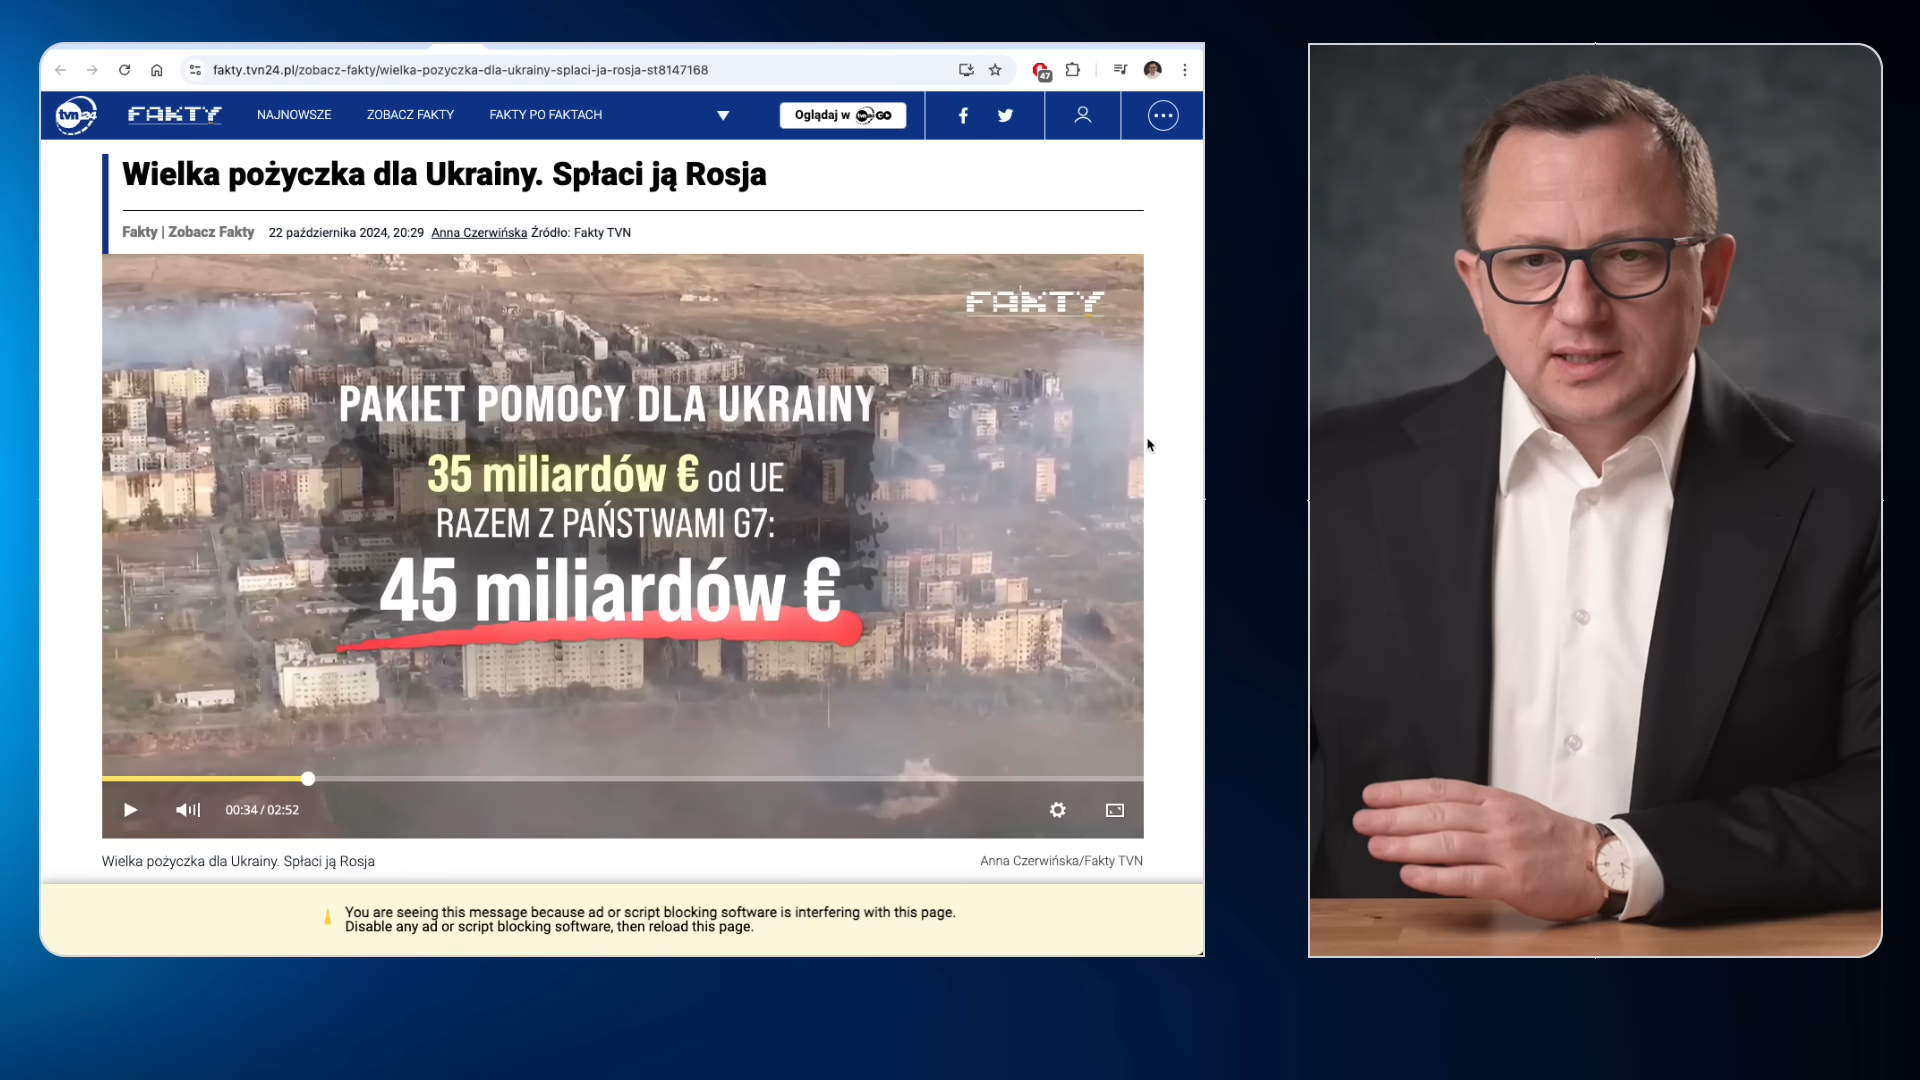 fakty.tvn24.pl/zobacz-fakty/wielka-pozyczka-dla-ukrainy-splaci-ja-rosja-st8147168
47
tvn24
FAKTY
NAJNOWSZE
ZOBACZ FAKTY
FAKTY PO FAKTACH
Oglądaj w tvn24 GO
Wielka pożyczka dla Ukrainy. Spłaci ją Rosja
Fakty | Zobacz Fakty 22 października 2024, 20:29 Anna Czerwińska Źródło: Fakty TVN
FAKTY
PAKIET POMOCY DLA UKRAINY
35 miliardów € od UE
RAZEM Z PAŃSTWAMI G7:
45 miliardów €
00:34 / 02:52
Wielka pożyczka dla Ukrainy. Spłaci ją Rosja
Anna Czerwińska/Fakty TVN
You are seeing this message because ad or script blocking software is interfering with this page.
Disable any ad or script blocking software, then reload this page.